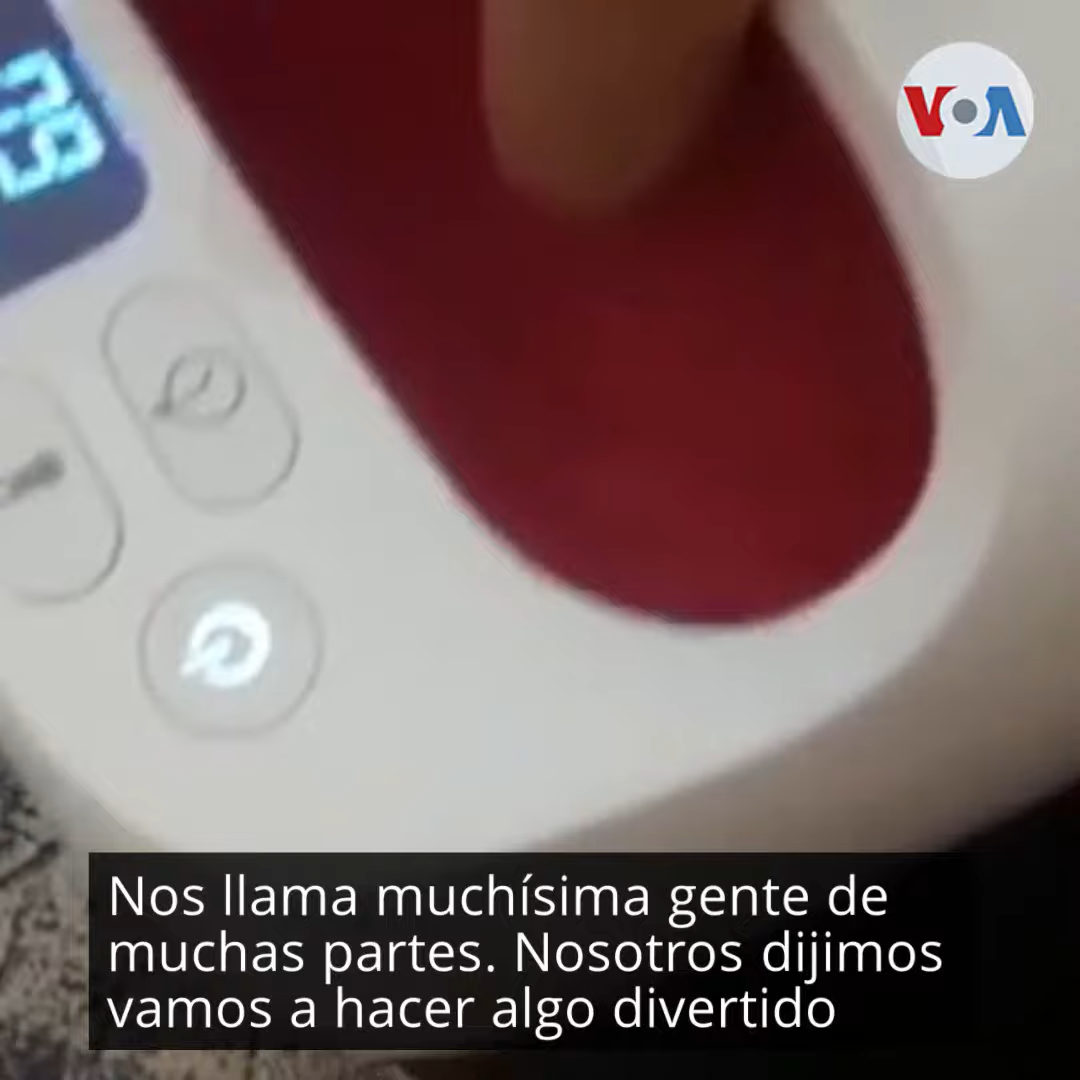 VOA
Nos llama muchísima gente de
muchas partes. Nosotros dijimos
vamos a hacer algo divertido